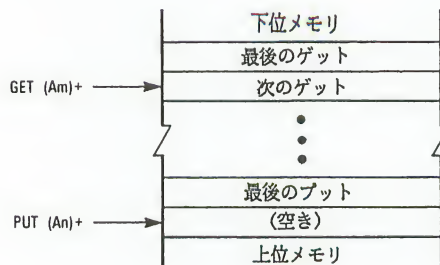 下位メモリ
最後のゲット
GET (Am)+
次のゲット
最後のプット
PUT (An)+
(空き)
上位メモリ